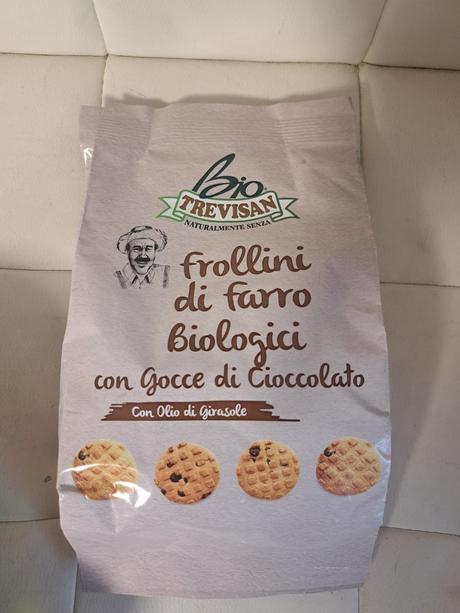 Bio
TREVISAN
NATURALMENTE SENZA
Frollini
di Farro
Biologici
con Gocce di Cioccolato
Con Olio di Girasole